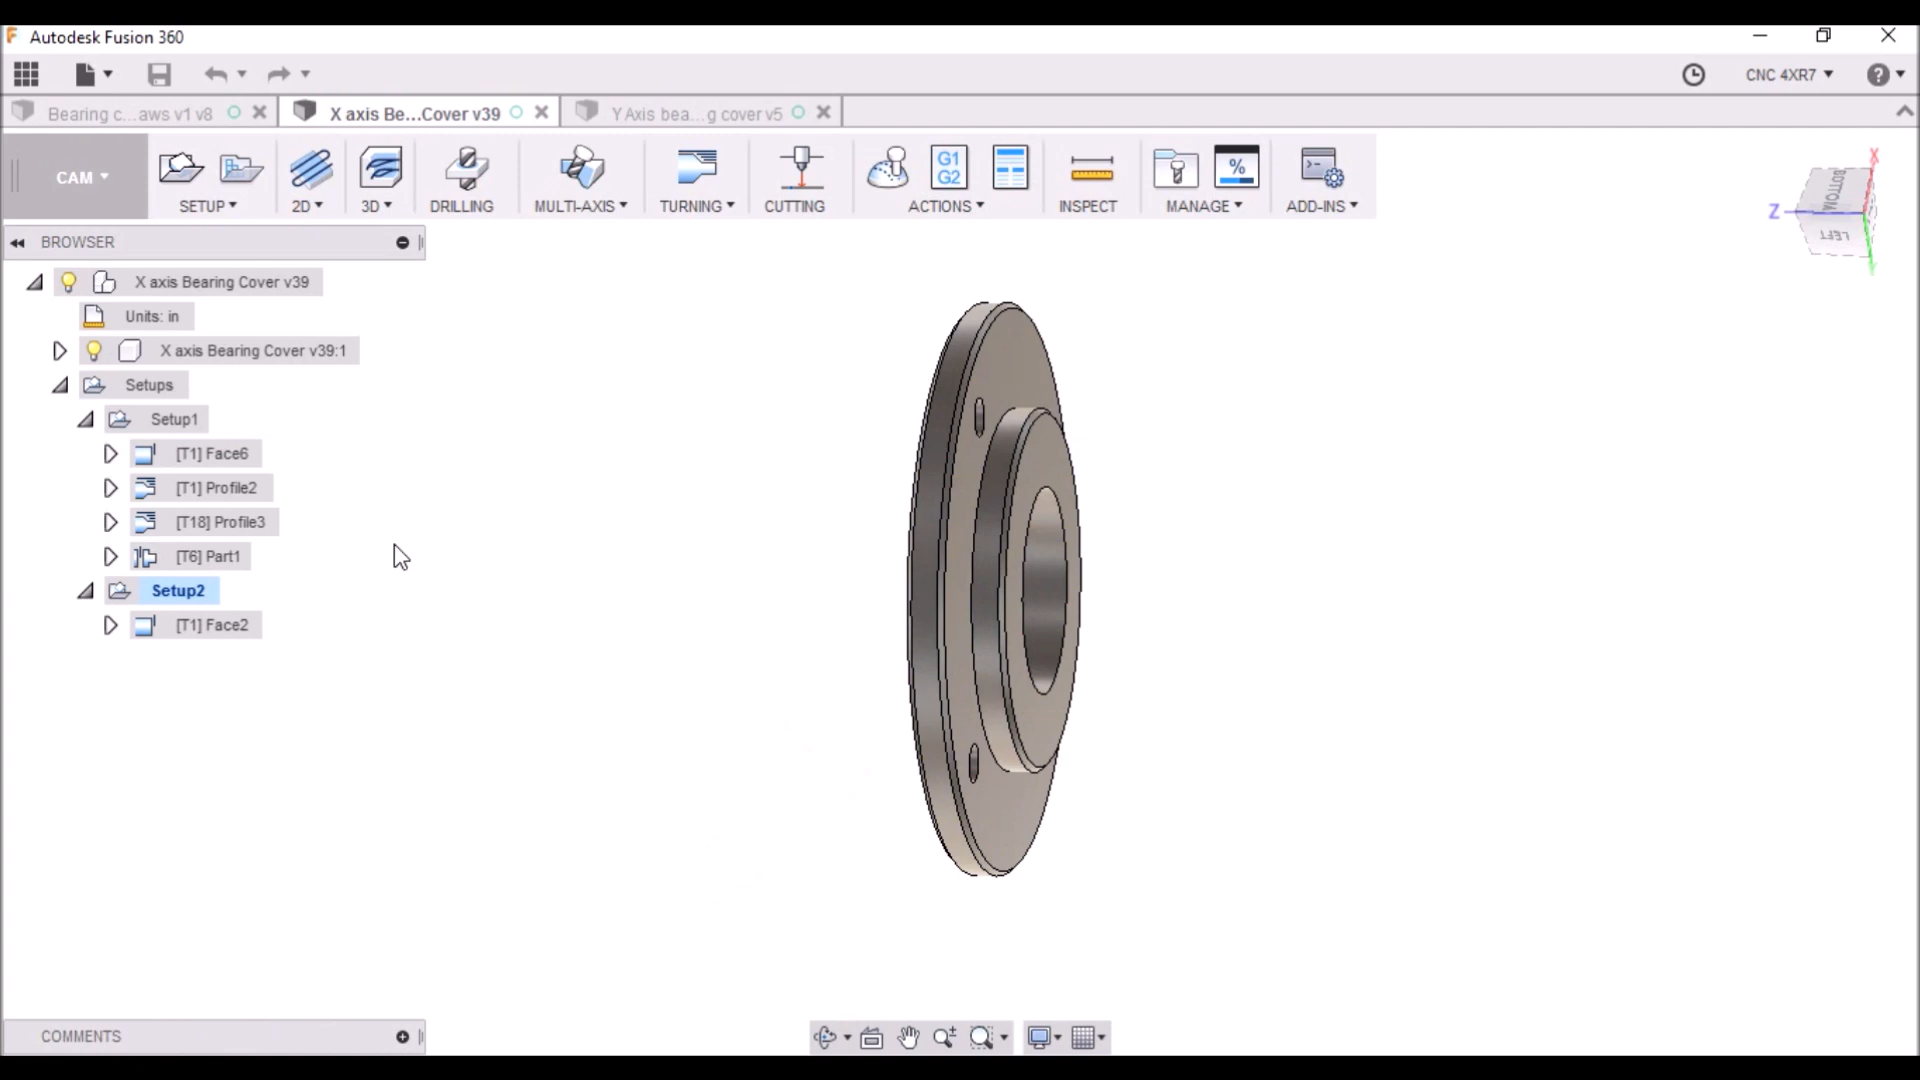 Autodesk Fusion 360
CNC 4XR7
Bearing c...aws v1 v8
X axis Be...Cover v39
Y Axis bea...g cover v5
CAM
G1
G2
%
SETUP
2D
3D
DRILLING
MULTI-AXIS
TURNING
CUTTING
ACTIONS
INSPECT
MANAGE
ADD-INS
X
BOTTOM
Z
LEFT
BROWSER
X axis Bearing Cover v39
Units: in
X axis Bearing Cover v39:1
Setups
Setup1
[T1] Face6
[T1] Profile2
[T18] Profile3
[T6] Part1
Setup2
[T1] Face2
COMMENTS